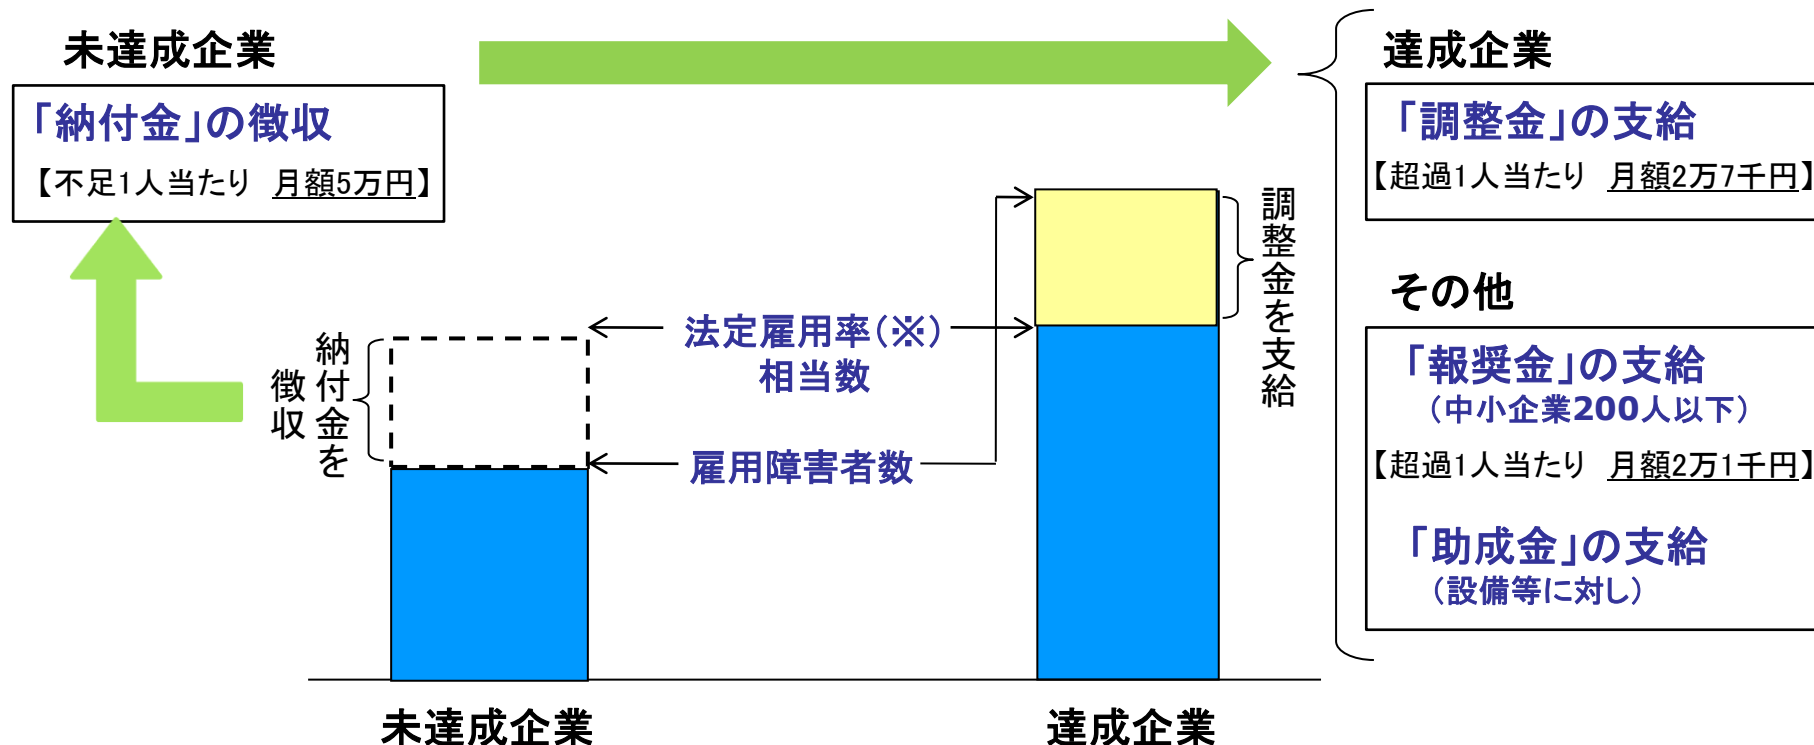 未達成企業
「納付金」の徴収
【不足1人当たり 月額5万円】
達成企業
「調整金」の支給
【超過1人当たり 月額2万7千円】
その他
「報奨金」の支給
（中小企業200人以下）
【超過1人当たり 月額2万1千円】
「助成金」の支給
（設備等に対し）
納付金を
徴収
法定雇用率(※)
相当数
雇用障害者数
調整金を支給
未達成企業
達成企業